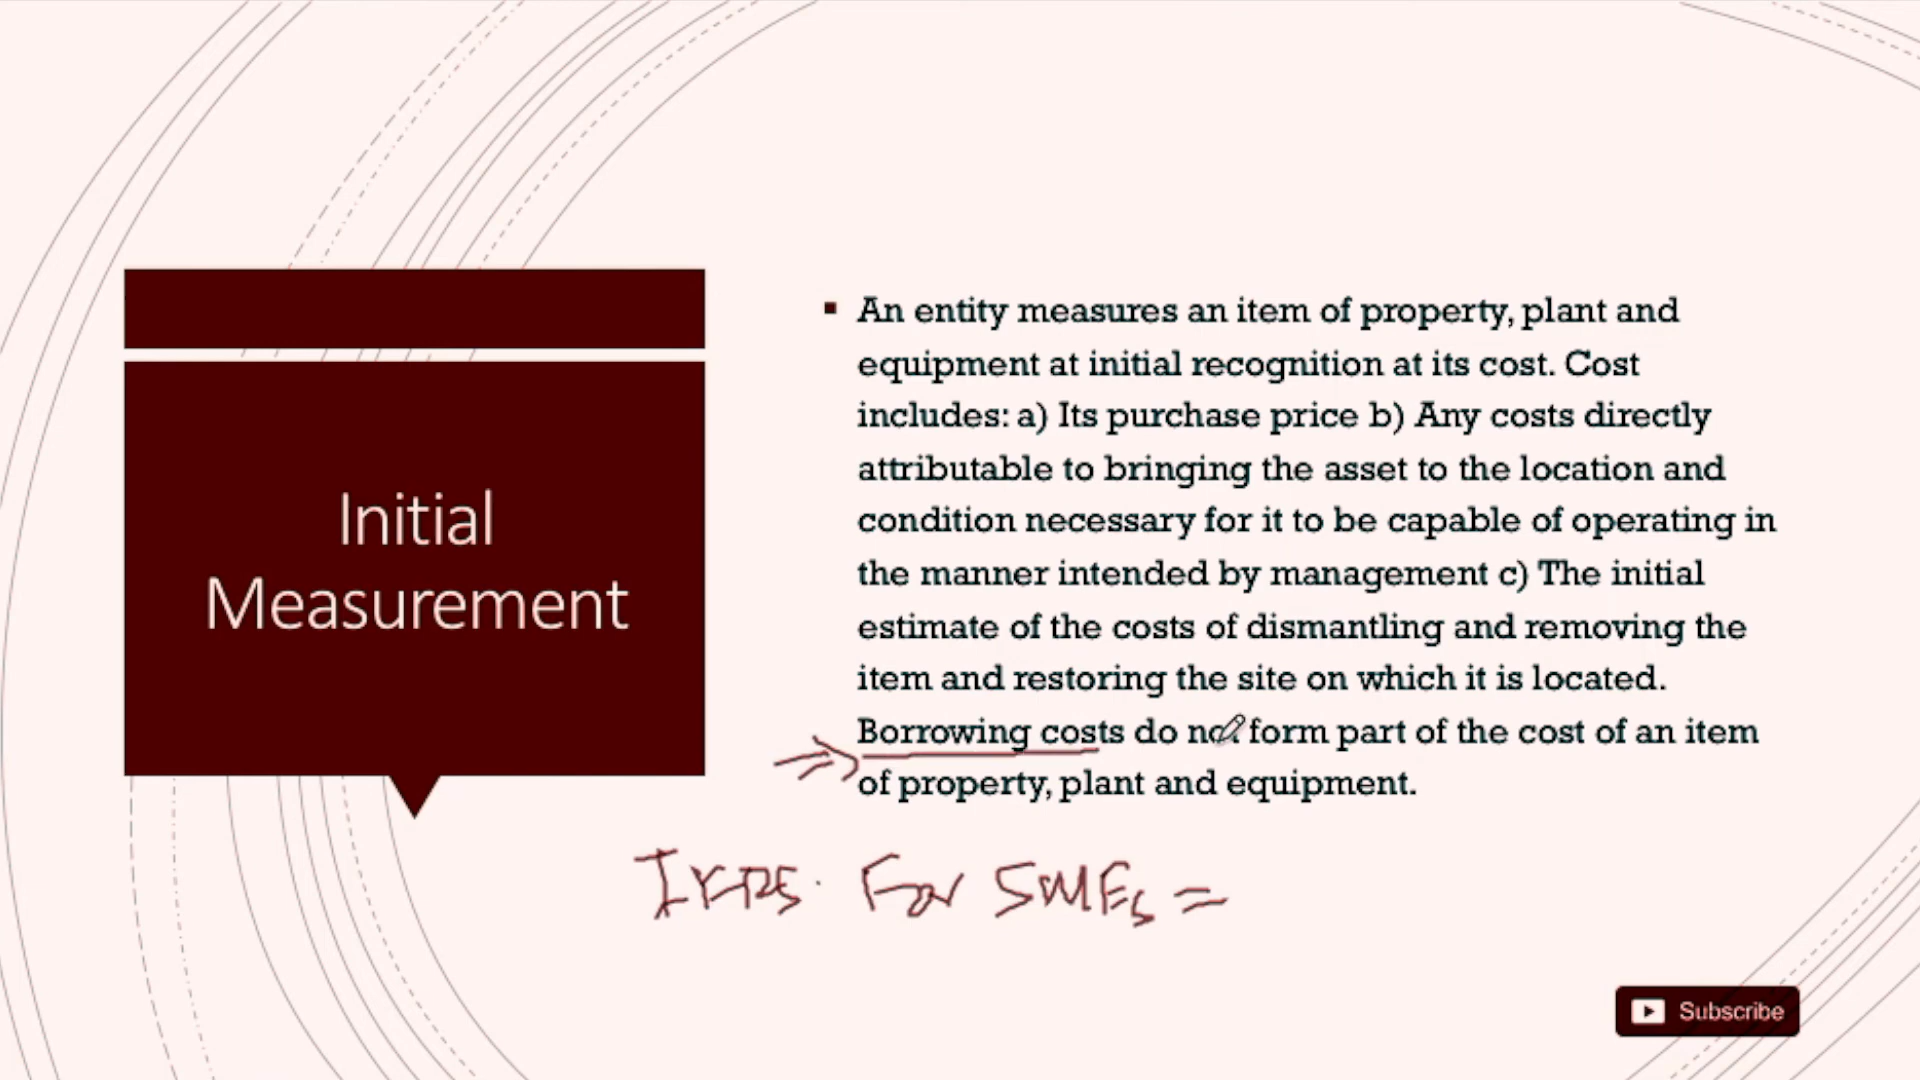 Initial
Measurement
▪ An entity measures an item of property, plant and
equipment at initial recognition at its cost. Cost
includes: a) Its purchase price b) Any costs directly
attributable to bringing the asset to the location and
condition necessary for it to be capable of operating in
the manner intended by management c) The initial
estimate of the costs of dismantling and removing the
item and restoring the site on which it is located.
Borrowing costs do not form part of the cost of an item
of property, plant and equipment.
IFRS. For SMEs =
Subscribe